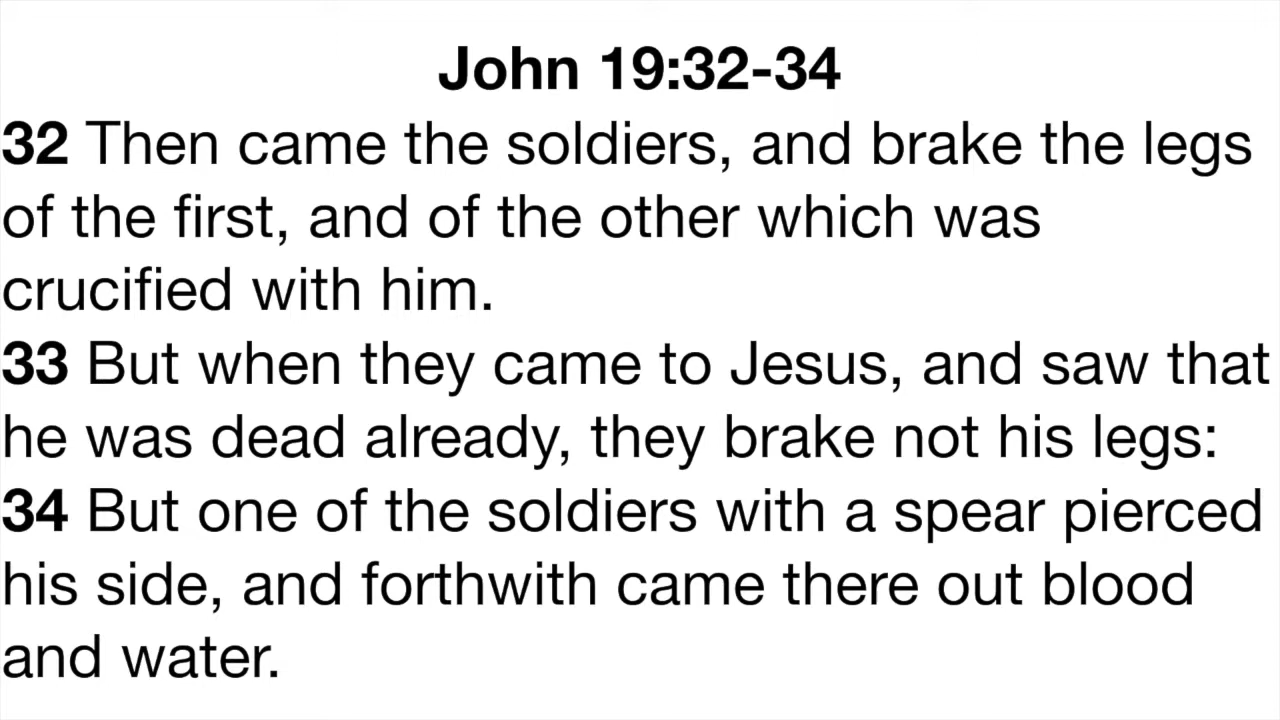 John 19:32-34
32 Then came the soldiers, and brake the legs
of the first, and of the other which was
crucified with him.
33 But when they came to Jesus, and saw that
he was dead already, they brake not his legs:
34 But one of the soldiers with a spear pierced
his side, and forthwith came there out blood
and water.